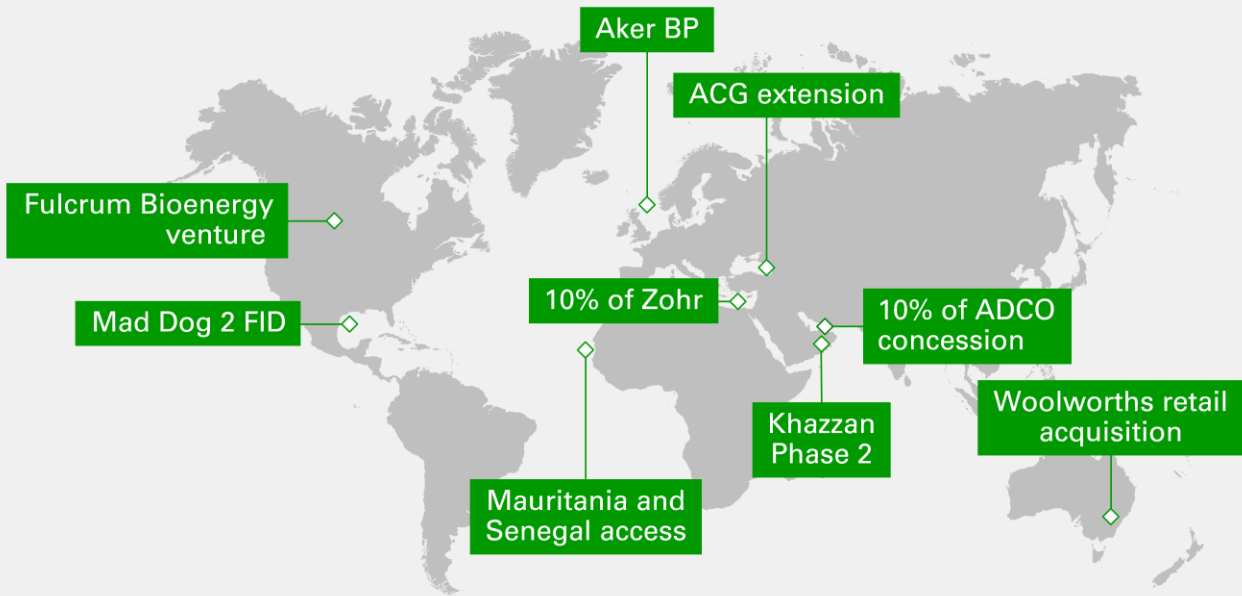 Aker BP
ACG extension
Fulcrum Bioenergy
venture
10% of Zohr
Mad Dog 2 FID
10% of ADCO
concession
Woolworths retail
acquisition
Khazzan
Phase 2
Mauritania and
Senegal access